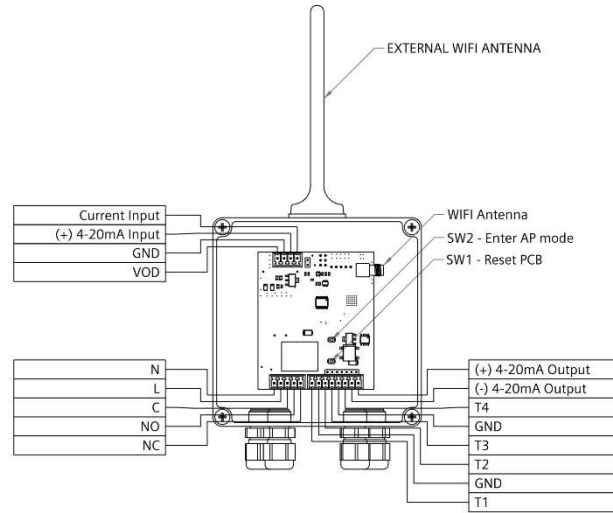 EXTERNAL WIFI ANTENNA
Current Input
(+) 4-20mA Input
GND
VOD
WIFI Antenna
SW2 - Enter AP mode
SW1 - Reset PCB
N
L
C
NO
NC
(+) 4-20mA Output
(-) 4-20mA Output
T4
GND
T3
T2
GND
T1